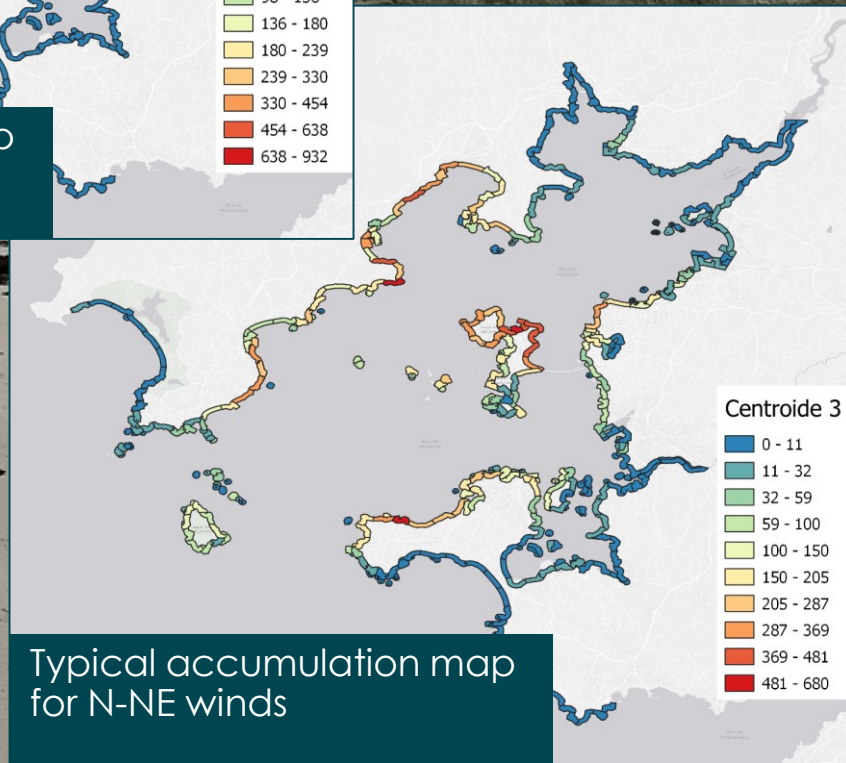 136 - 180
180 - 239
239 - 330
330 - 454
454 - 638
638 - 932
Centroide 3
0 - 11
11 - 32
32 - 59
59 - 100
100 - 150
150 - 205
205 - 287
287 - 369
369 - 481
481 - 680
Typical accumulation map
for N-NE winds